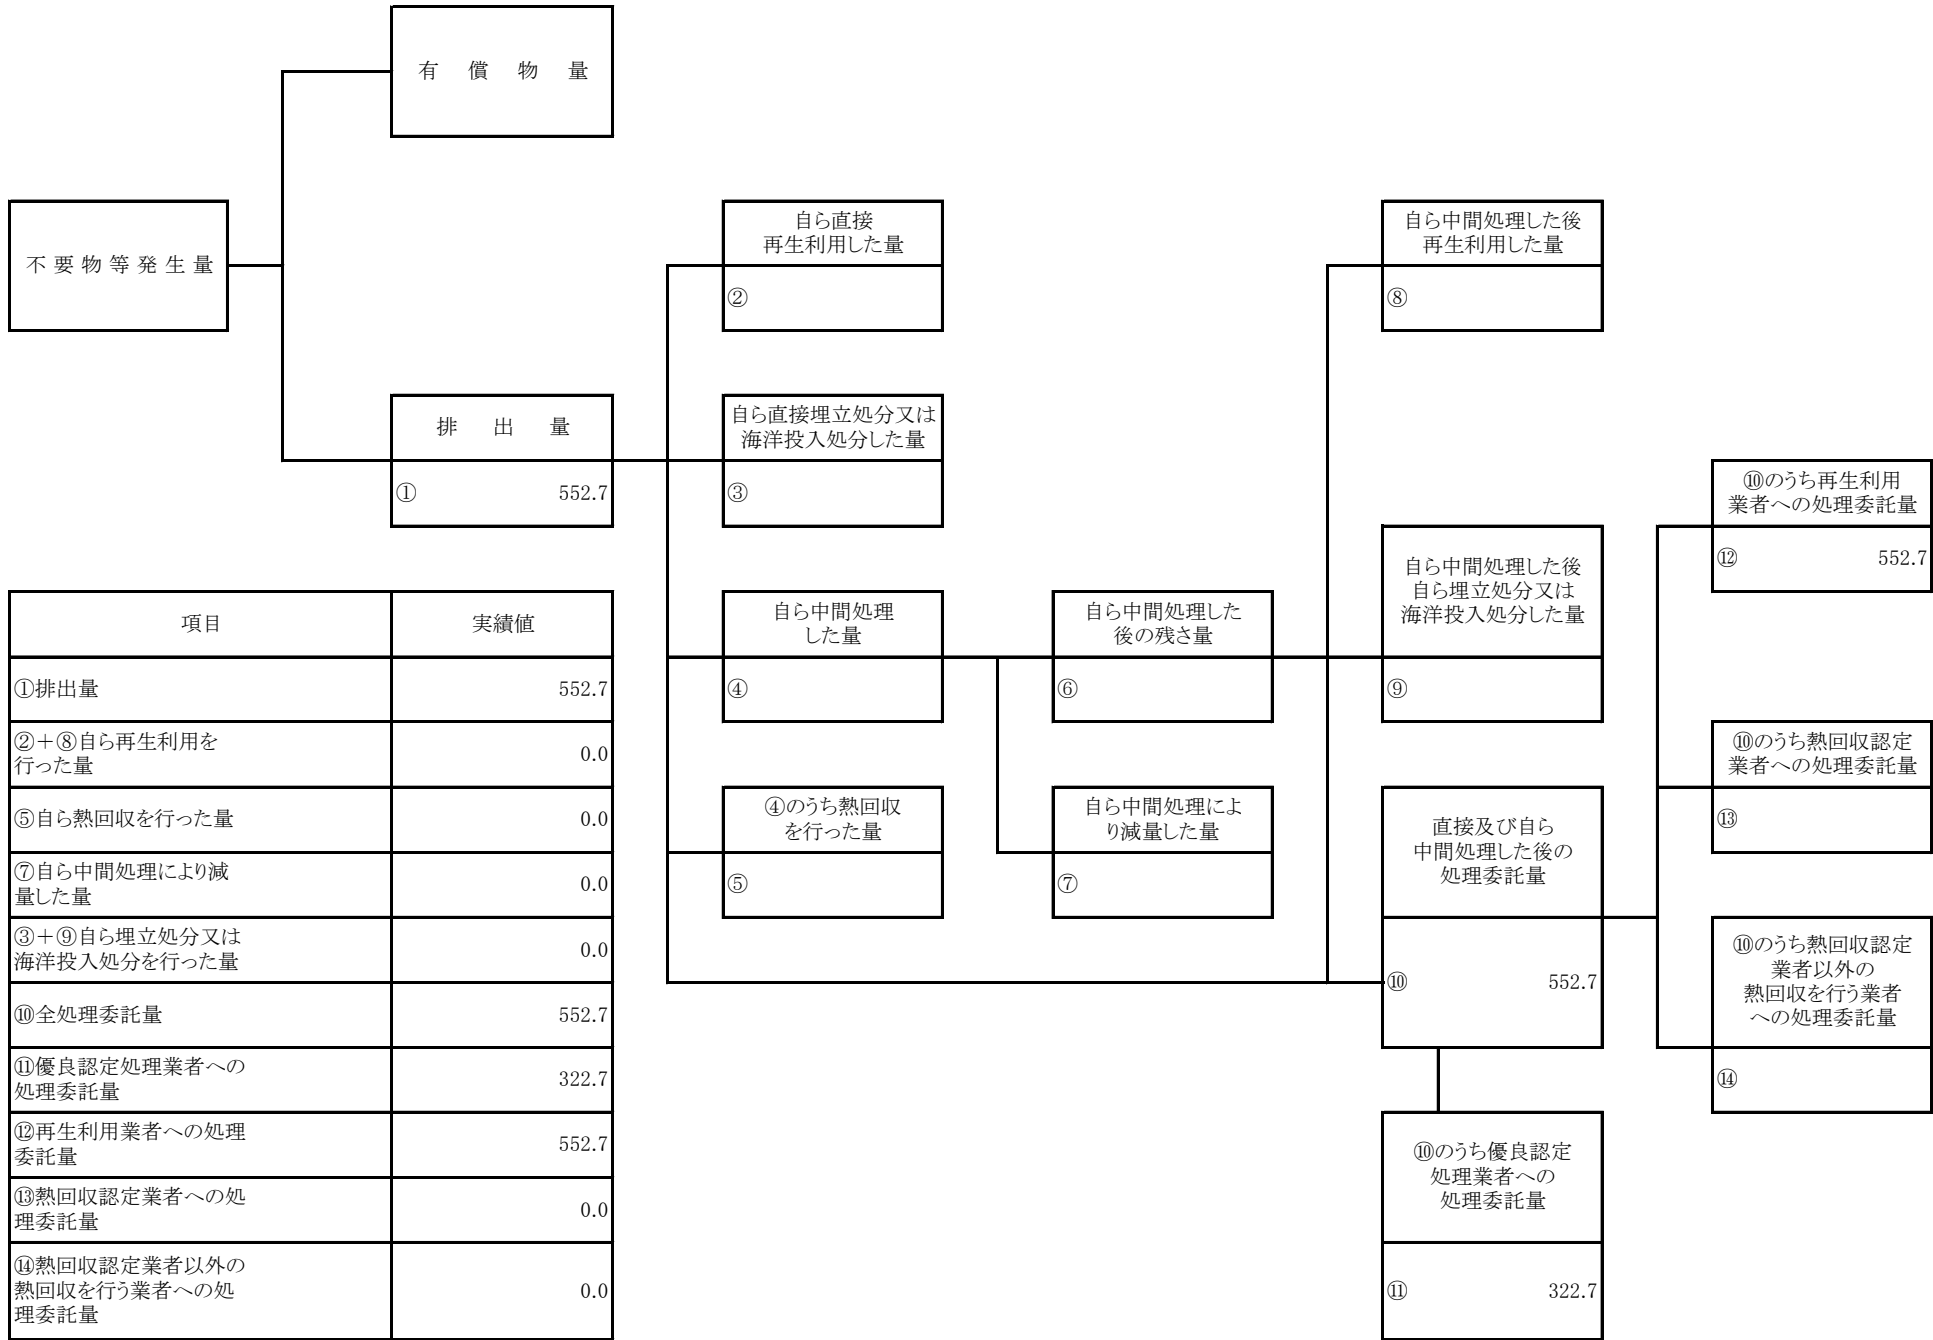 有 償 物 量
不 要 物 等 発 生 量
自ら直接
再生利用した量
②
自ら中間処理した後
再生利用した量
⑧
排 出 量
① 552.7
自ら直接埋立処分又は
海洋投入処分した量
③
⑩のうち再生利用
業者への処理委託量
⑫ 552.7
自ら中間処理した後
自ら埋立処分又は
海洋投入処分した量
⑨
自ら中間処理
した量
④
自ら中間処理した
後の残さ量
⑥
⑩のうち熱回収認定
業者への処理委託量
⑬
④のうち熱回収
を行った量
⑤
自ら中間処理によ
り減量した量
⑦
直接及び自ら
中間処理した後の
処理委託量
⑩ 552.7
⑩のうち熱回収認定
業者以外の
熱回収を行う業者
への処理委託量
⑭
⑩のうち優良認定
処理業者への
処理委託量
⑪ 322.7
項目 実績値
①排出量 552.7
②＋⑧自ら再生利用を
行った量 0.0
⑤自ら熱回収を行った量 0.0
⑦自ら中間処理により減
量した量 0.0
③＋⑨自ら埋立処分又は
海洋投入処分を行った量 0.0
⑩全処理委託量 552.7
⑪優良認定処理業者への
処理委託量 322.7
⑫再生利用業者への処理
委託量 552.7
⑬熱回収認定業者への処
理委託量 0.0
⑭熱回収認定業者以外の
熱回収を行う業者への処
理委託量 0.0